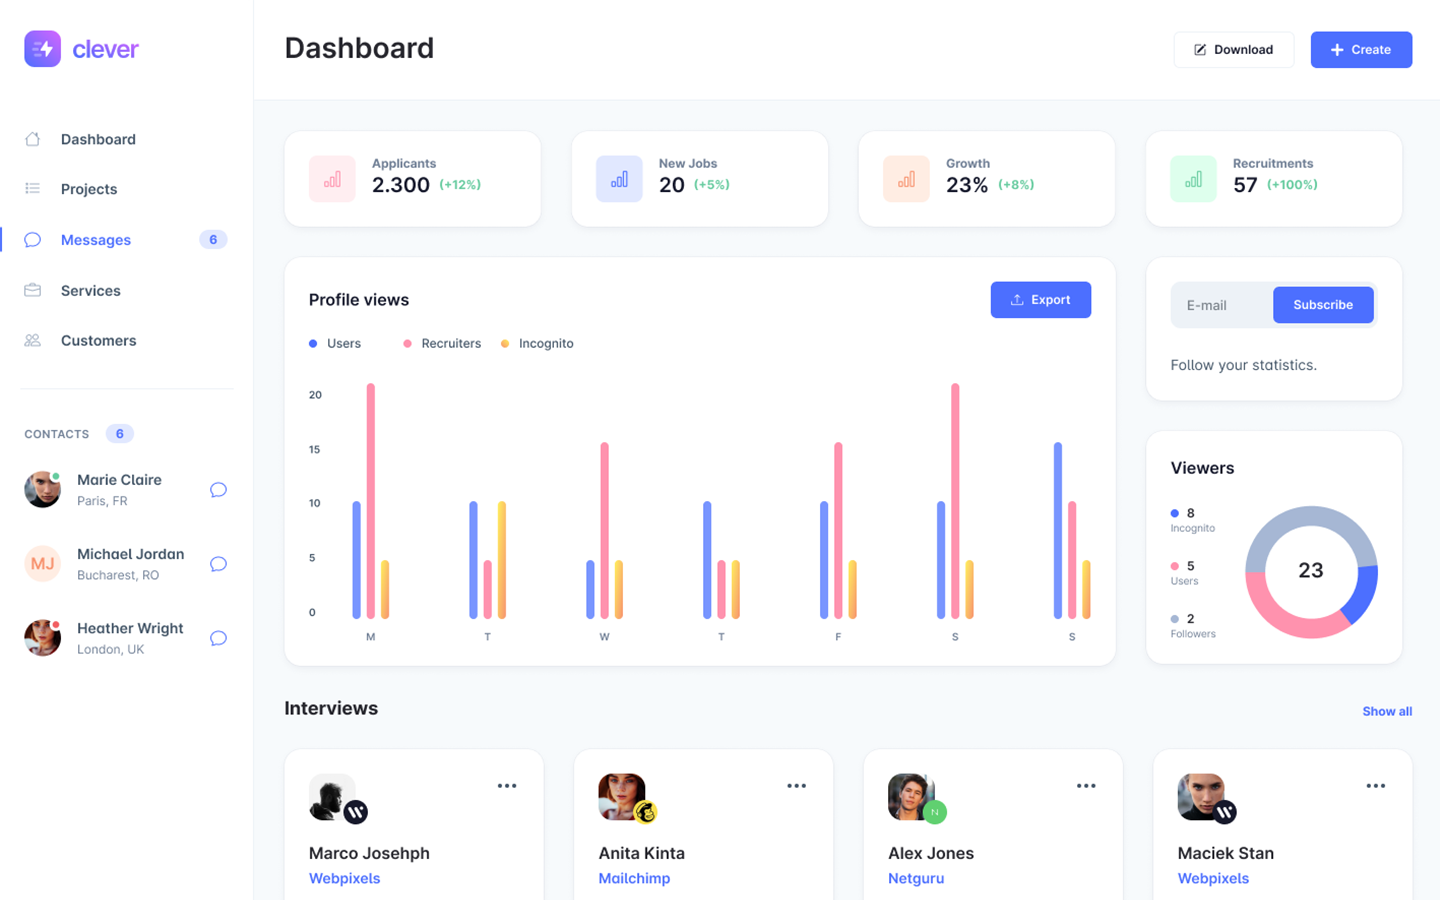 clever
Dashboard
Projects
Messages 6
Services
Customers
CONTACTS 6
Marie Claire
Paris, FR
MJ
Michael Jordan
Bucharest, RO
Heather Wright
London, UK
Dashboard
Download
Create
Applicants
2.300 (+12%)
New Jobs
20 (+5%)
Growth
23% (+8%)
Recruitments
57 (+100%)
Profile views
Export
Users Recruiters Incognito
20
15
10
5
0
M T W T F S S
E-mail Subscribe
Follow your statistics.
Viewers
8
Incognito
5
Users
2
Followers
23
Interviews
Show all
Marco Josehph
Webpixels
Anita Kinta
Mailchimp
N
Alex Jones
Netguru
Maciek Stan
Webpixels